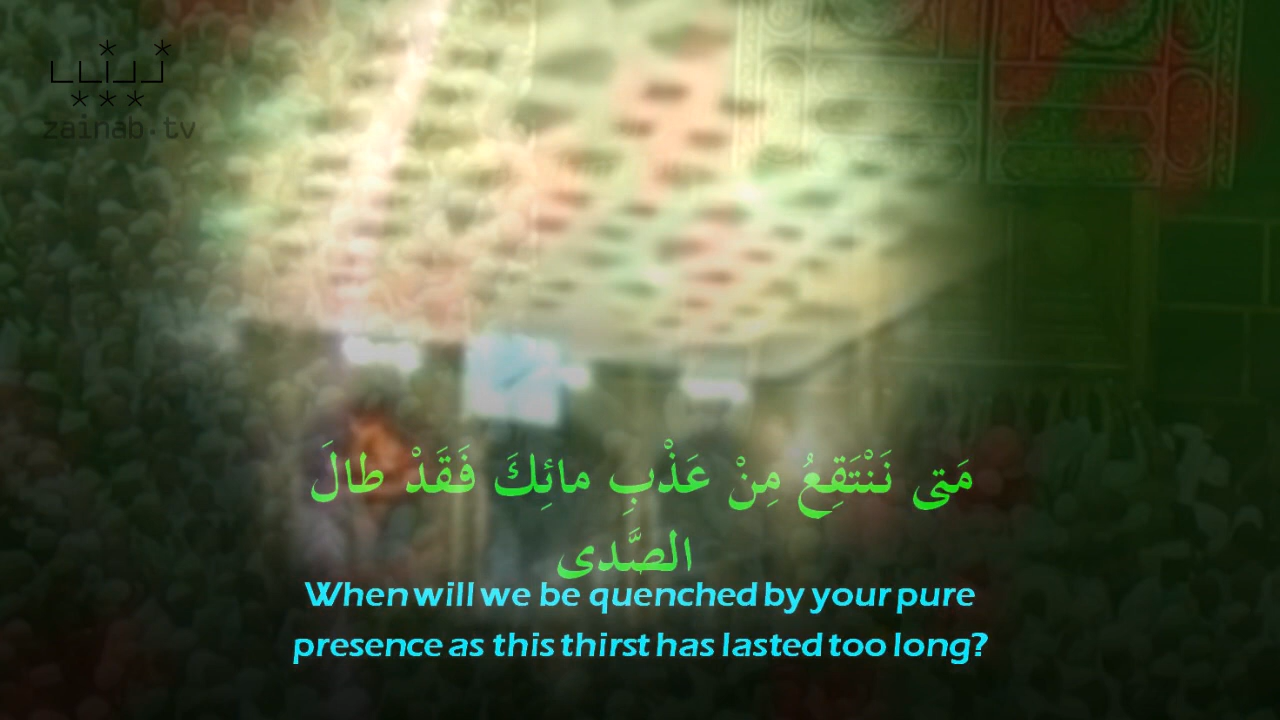 zainab.tv
مَتى نَنْتَقِعُ مِنْ عَذْبِ مائِكَ فَقَدْ طالَ
الصَّدى
When will we be quenched by your pure
presence as this thirst has lasted too long?